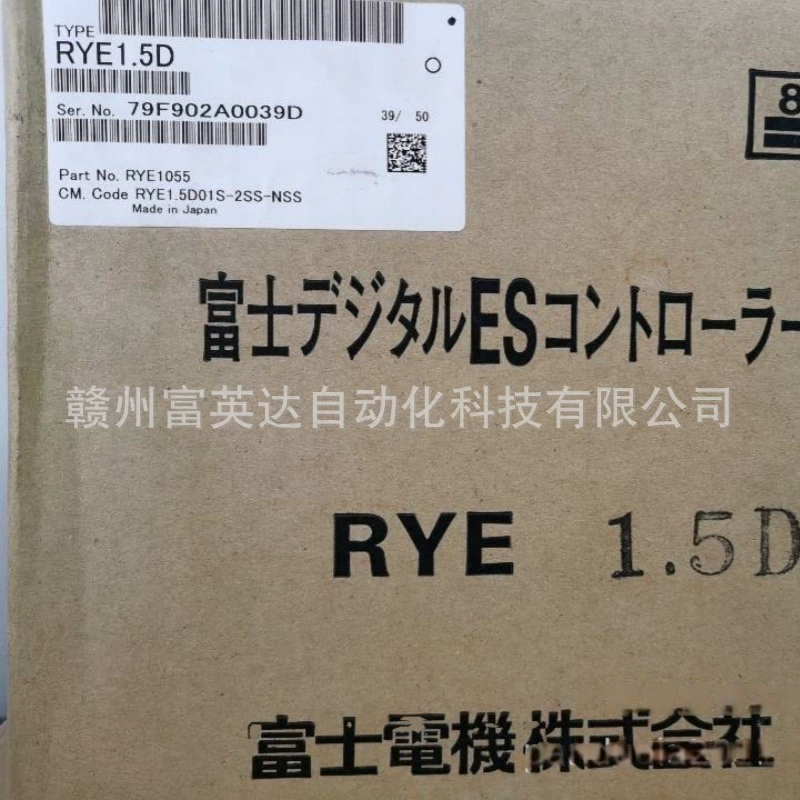 TYPE
RYE1.5D
Ser. No. 79F902A0039D
39/ 50
Part No. RYE1055
CM. Code RYE1.5D01S-2SS-NSS
Made in Japan
8
富士デジタルESコントローラー
赣州富英达自动化科技有限公司
RYE 1.5D
富士電機株式会社